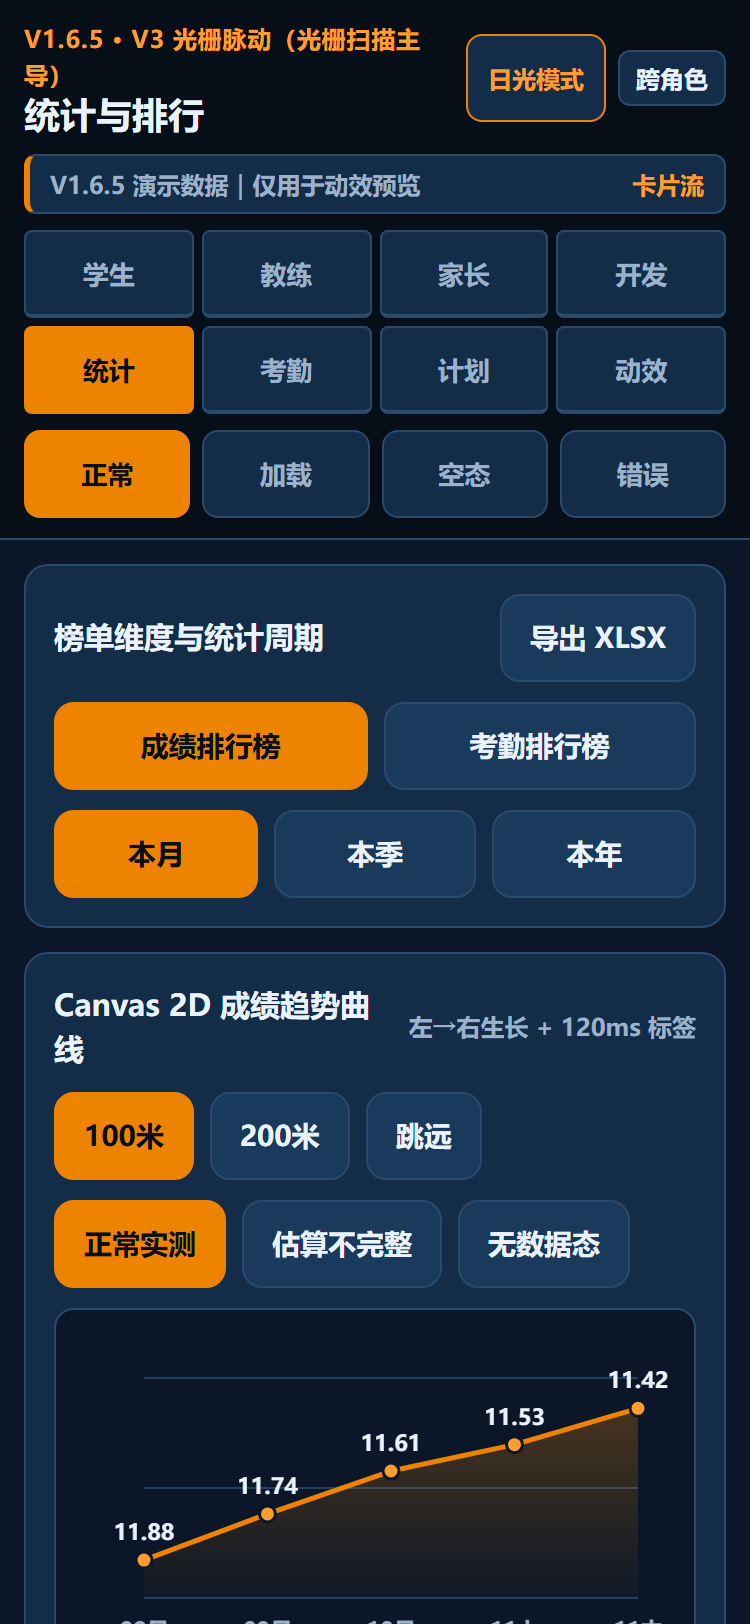 V1.6.5 • V3 光栅脉动（光栅扫描主
导）
统计与排行
日光模式
跨角色
V1.6.5 演示数据 | 仅用于动效预览
卡片流
学生
教练
家长
开发
统计
考勤
计划
动效
正常
加载
空态
错误
榜单维度与统计周期
导出 XLSX
成绩排行榜
考勤排行榜
本月
本季
本年
Canvas 2D 成绩趋势曲
线
左→右生长 + 120ms 标签
100米
200米
跳远
正常实测
估算不完整
无数据态
11.42
11.53
11.61
11.74
11.88